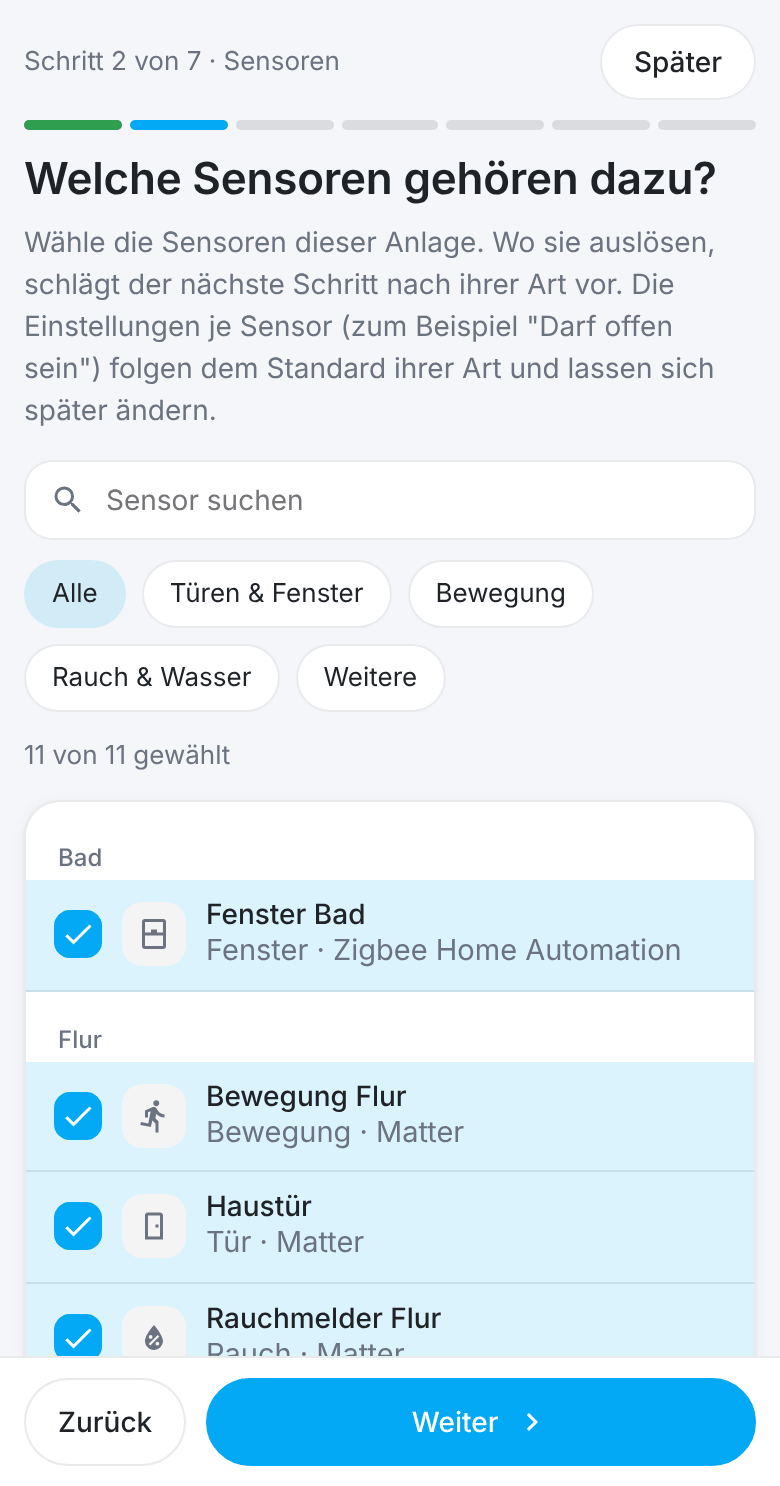 Schritt 2 von 7 · Sensoren
Später
Welche Sensoren gehören dazu?
Wähle die Sensoren dieser Anlage. Wo sie auslösen,
schlägt der nächste Schritt nach ihrer Art vor. Die
Einstellungen je Sensor (zum Beispiel "Darf offen
sein") folgen dem Standard ihrer Art und lassen sich
später ändern.
Sensor suchen
Alle
Türen & Fenster
Bewegung
Rauch & Wasser
Weitere
11 von 11 gewählt
Bad
Fenster Bad
Fenster · Zigbee Home Automation
Flur
Bewegung Flur
Bewegung · Matter
Haustür
Tür · Matter
Rauchmelder Flur
Rauch · Matter
Zurück
Weiter